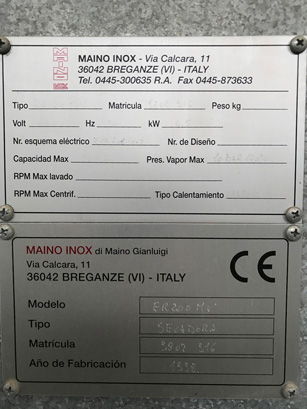 MAINO INOX - Via Calcara, 11
36042 BREGANZE (VI) - ITALY
Tel. 0445-300635 R.A. Fax 0445-873633
Tipo Matricula Peso kg
Volt Hz kW
Nr. esquema eléctrico Nr. de Diseño
Capacidad Max Pres. Vapor Max
RPM Max lavado
RPM Max Centrif. Tipo Calentamiento
MAINO INOX di Maino Gianluigi
Via Calcara, 11
36042 BREGANZE (VI) - ITALY
CE
Modelo
Tipo SECADORA
Matricula 3902 316
Año de Fabricación 1998